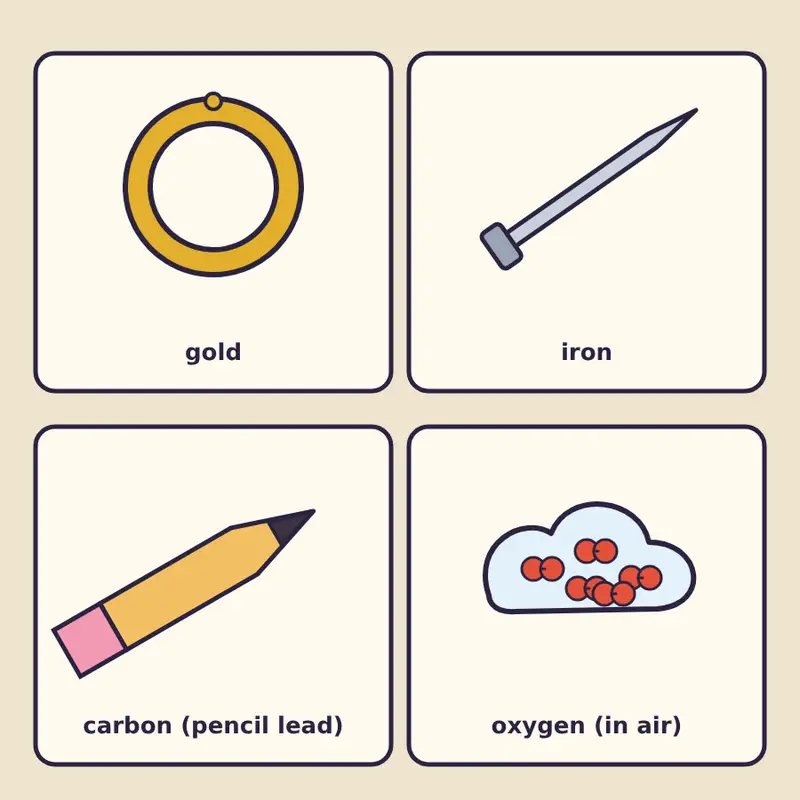 gold
iron
carbon (pencil lead)
oxygen (in air)